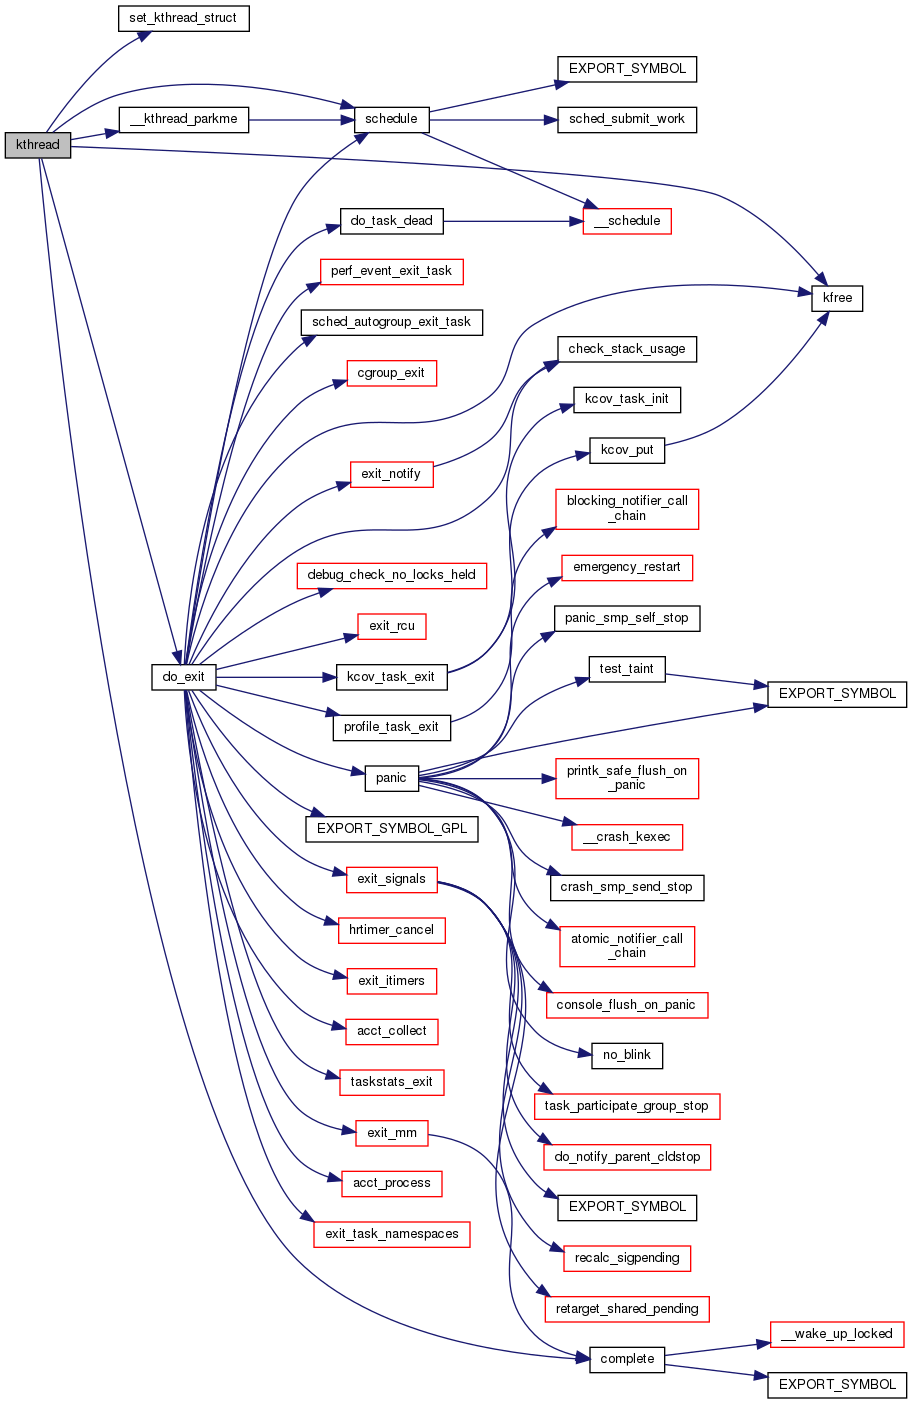 set_kthread_struct
EXPORT_SYMBOL
__kthread_parkme
schedule
sched_submit_work
kthread
do_task_dead
__schedule
perf_event_exit_task
kfree
sched_autogroup_exit_task
check_stack_usage
cgroup_exit
kcov_task_init
kcov_put
exit_notify
blocking_notifier_call
_chain
debug_check_no_locks_held
emergency_restart
exit_rcu
panic_smp_self_stop
do_exit
kcov_task_exit
test_taint
EXPORT_SYMBOL
profile_task_exit
panic
printk_safe_flush_on
_panic
EXPORT_SYMBOL_GPL
__crash_kexec
exit_signals
crash_smp_send_stop
hrtimer_cancel
atomic_notifier_call
_chain
exit_itimers
console_flush_on_panic
acct_collect
no_blink
taskstats_exit
task_participate_group_stop
exit_mm
do_notify_parent_cldstop
acct_process
EXPORT_SYMBOL
exit_task_namespaces
recalc_sigpending
retarget_shared_pending
__wake_up_locked
complete
EXPORT_SYMBOL